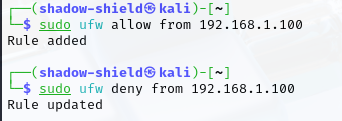 ┌──(shadow-shield㉿kali)-[~]
└─$ sudo ufw allow from 192.168.1.100
Rule added
┌──(shadow-shield㉿kali)-[~]
└─$ sudo ufw deny from 192.168.1.100
Rule updated